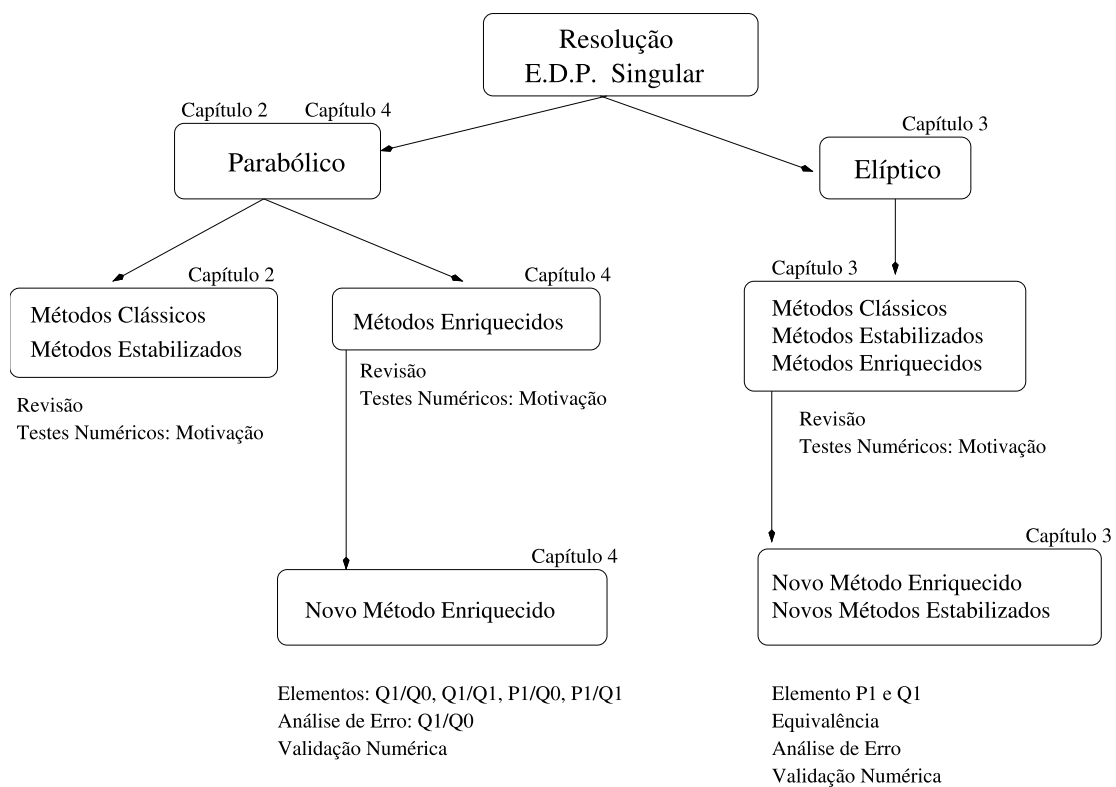 Resolução
E.D.P. Singular
Capítulo 2 Capítulo 4
Parabólico
Capítulo 3
Elíptico
Capítulo 2
Métodos Clássicos
Métodos Estabilizados
Revisão
Testes Numéricos: Motivação
Capítulo 4
Métodos Enriquecidos
Revisão
Testes Numéricos: Motivação
Capítulo 3
Métodos Clássicos
Métodos Estabilizados
Métodos Enriquecidos
Revisão
Testes Numéricos: Motivação
Capítulo 4
Novo Método Enriquecido
Elementos: Q1/Q0, Q1/Q1, P1/Q0, P1/Q1
Análise de Erro: Q1/Q0
Validação Numérica
Capítulo 3
Novo Método Enriquecido
Novos Métodos Estabilizados
Elemento P1 e Q1
Equivalência
Análise de Erro
Validação Numérica